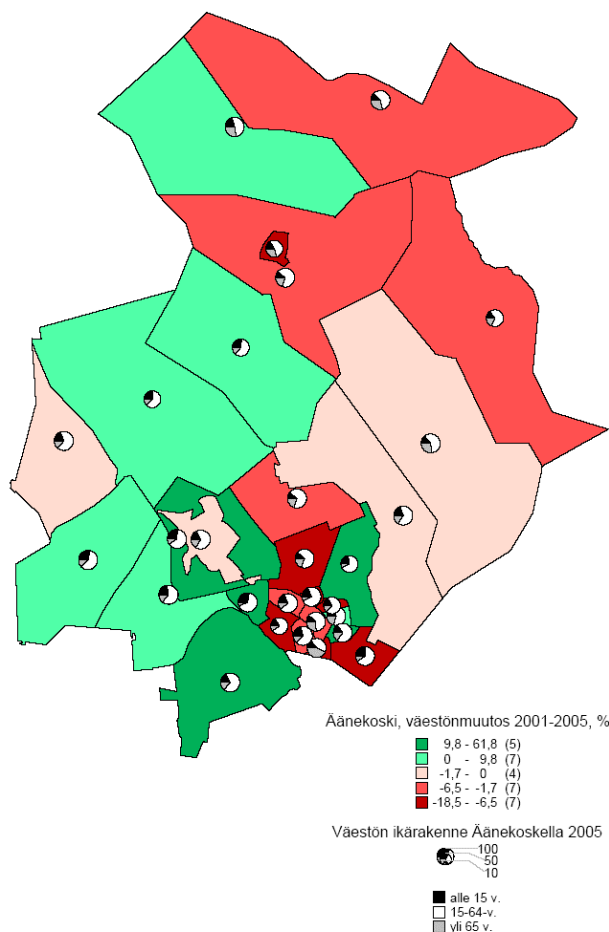 Äänekoski, väestönmuutos 2001-2005, %
9,8 - 61,8 (5)
0 - 9,8 (7)
-1,7 - 0 (4)
-6,5 - -1,7 (7)
-18,5 - -6,5 (7)
Väestön ikärakenne Äänekoskella 2005
100
50
10
alle 15 v.
15-64-v.
yli 65 v.